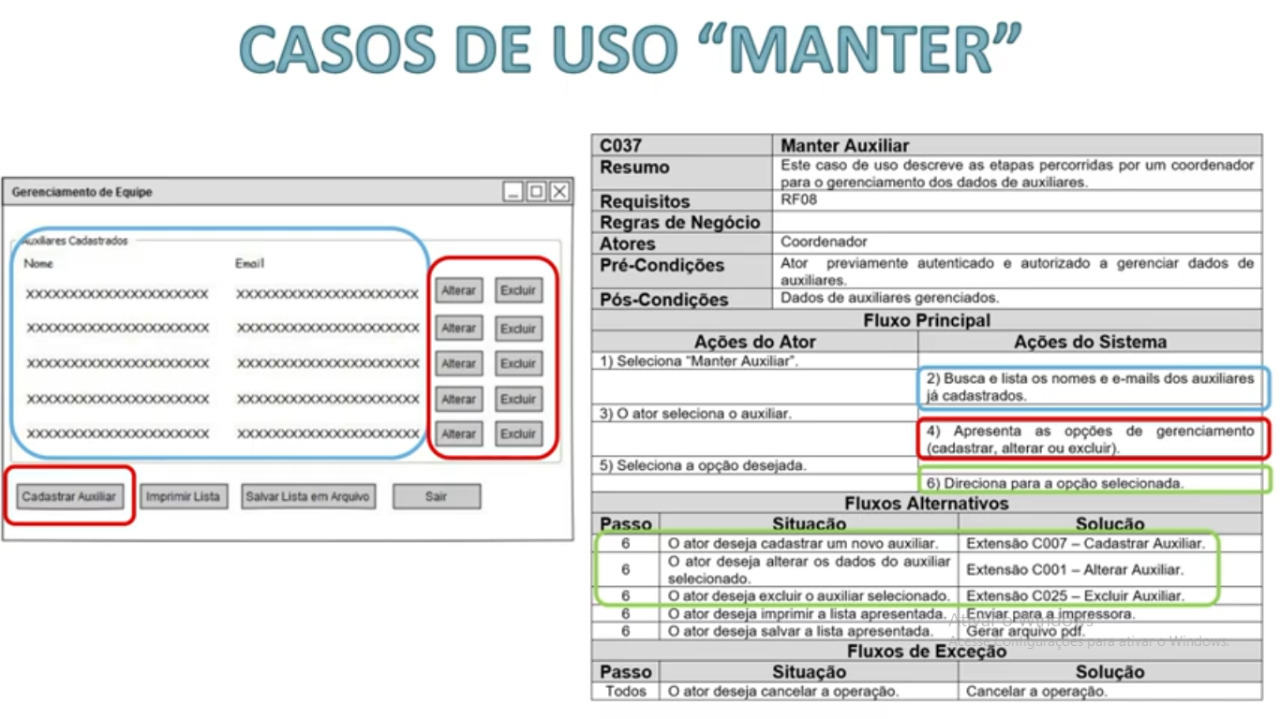 CASOS DE USO “MANTER”
Gerenciamento de Equipe
Auxiliares Cadastrados
Nome Email
XXXXXXXXXXXXXXXXXXXXX XXXXXXXXXXXXXXXXXXXXX Alterar Excluir
XXXXXXXXXXXXXXXXXXXXX XXXXXXXXXXXXXXXXXXXXX Alterar Excluir
XXXXXXXXXXXXXXXXXXXXX XXXXXXXXXXXXXXXXXXXXX Alterar Excluir
XXXXXXXXXXXXXXXXXXXXX XXXXXXXXXXXXXXXXXXXXX Alterar Excluir
XXXXXXXXXXXXXXXXXXXXX XXXXXXXXXXXXXXXXXXXXX Alterar Excluir
Cadastrar Auxiliar Imprimir Lista Salvar Lista em Arquivo Sair
C037 Manter Auxiliar
Resumo Este caso de uso descreve as etapas percorridas por um coordenador
para o gerenciamento dos dados de auxiliares.
Requisitos RF08
Regras de Negócio
Atores Coordenador
Pré-Condições Ator previamente autenticado e autorizado a gerenciar dados de
auxiliares.
Pós-Condições Dados de auxiliares gerenciados.
Fluxo Principal
Ações do Ator Ações do Sistema
1) Seleciona “Manter Auxiliar”.
2) Busca e lista os nomes e e-mails dos auxiliares
já cadastrados.
3) O ator seleciona o auxiliar.
4) Apresenta as opções de gerenciamento
(cadastrar, alterar ou excluir).
5) Seleciona a opção desejada.
6) Direciona para a opção selecionada.
Fluxos Alternativos
Passo Situação Solução
6 O ator deseja cadastrar um novo auxiliar. Extensão C007 – Cadastrar Auxiliar.
6 O ator deseja alterar os dados do auxiliar
selecionado. Extensão C001 – Alterar Auxiliar.
6 O ator deseja excluir o auxiliar selecionado. Extensão C025 – Excluir Auxiliar.
6 O ator deseja imprimir a lista apresentada. Enviar para a impressora.
6 O ator deseja salvar a lista apresentada. Gerar arquivo pdf.
Ativar o Windows
Acesse Configurações para ativar o Windows.
Fluxos de Exceção
Passo Situação Solução
Todos O ator deseja cancelar a operação. Cancelar a operação.